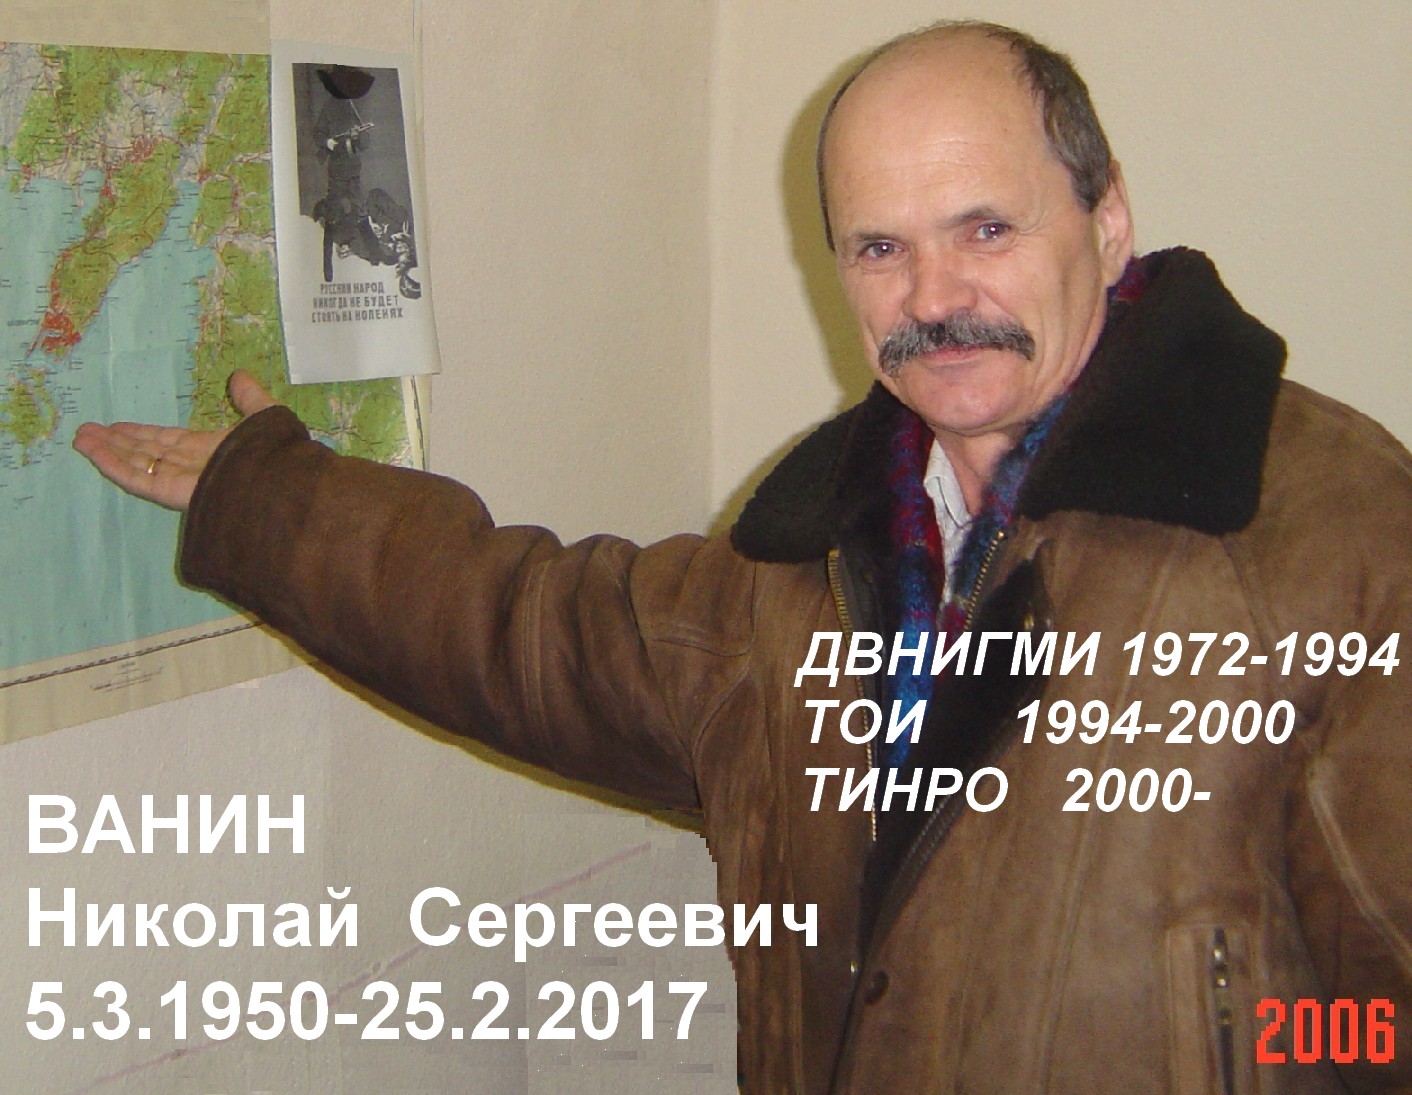 РУССКИЙ НАРОД
НИКОГДА НЕ БУДЕТ
СТОЯТЬ НА КОЛЕНЯХ
ДВНИГМИ 1972-1994
ТОИ 1994-2000
ТИНРО 2000-
ВАНИН
Николай Сергеевич
5.3.1950-25.2.2017
2006